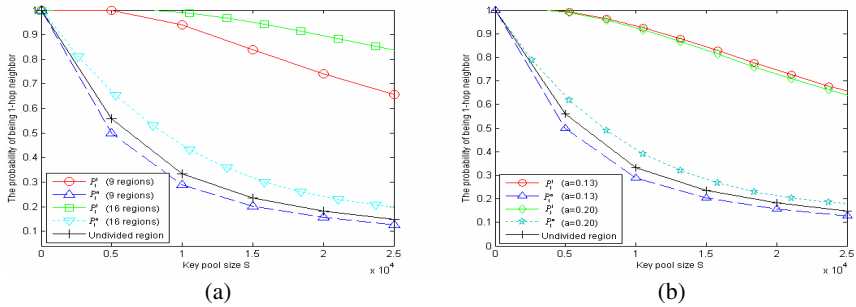 1
0.9
0.8
0.7
0.6
0.5
0.4
0.3
0.2
0.1
The probability of being 1-hop neighbor
(9 regions)
(9 regions)
(16 regions)
(16 regions)
Undivided region
0 0.5 1.0 1.5 2.0 2.5
x 10⁴
Key pool size S
(a)
1
0.9
0.8
0.7
0.6
0.5
0.4
0.3
0.2
0.1
0
The probability of being 1-hop neighbor
(a=0.13)
(a=0.13)
(a=0.20)
(a=0.20)
Undivided region
0 0.5 1.0 1.5 2.0 2.5
x 10⁴
Key pool size S
(b)